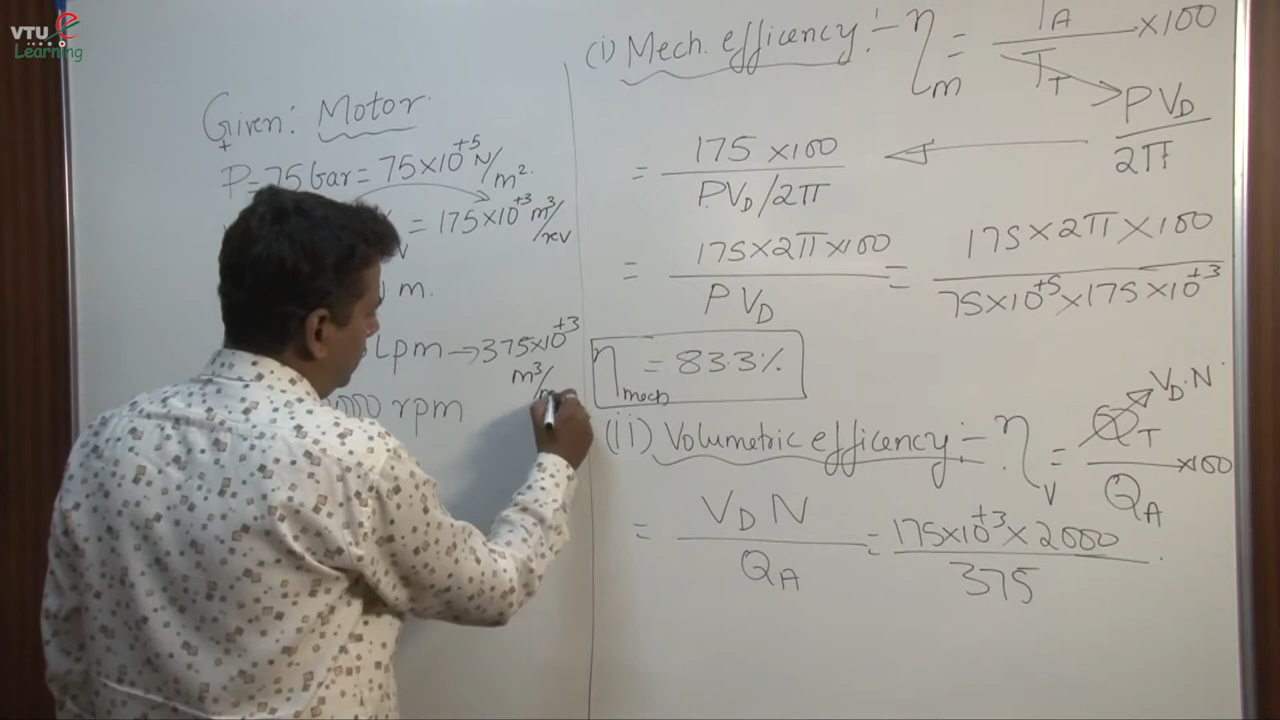 VTU e
Learning
Given: Motor.
P = 75 bar = 75×10⁺⁵ N/m².
= 175×10⁺³ m³/rev
m.
Lpm → 375×10⁺³
m³/
000 rpm
(i) Mech. efficency :- η_m = T_A / T_T ×100
PV_D / 2π
= 175 ×100 / PV_D/2π
= 175×2π×100 / PV_D = 175×2π×100 / 75×10⁺⁵×175×10⁺³
η_mech = 83.3%
(ii) Volumetric efficency :- η_v = Q_T / Q_A ×100
V_D.N
= V_D N / Q_A = 175×10⁺³×2000 / 375